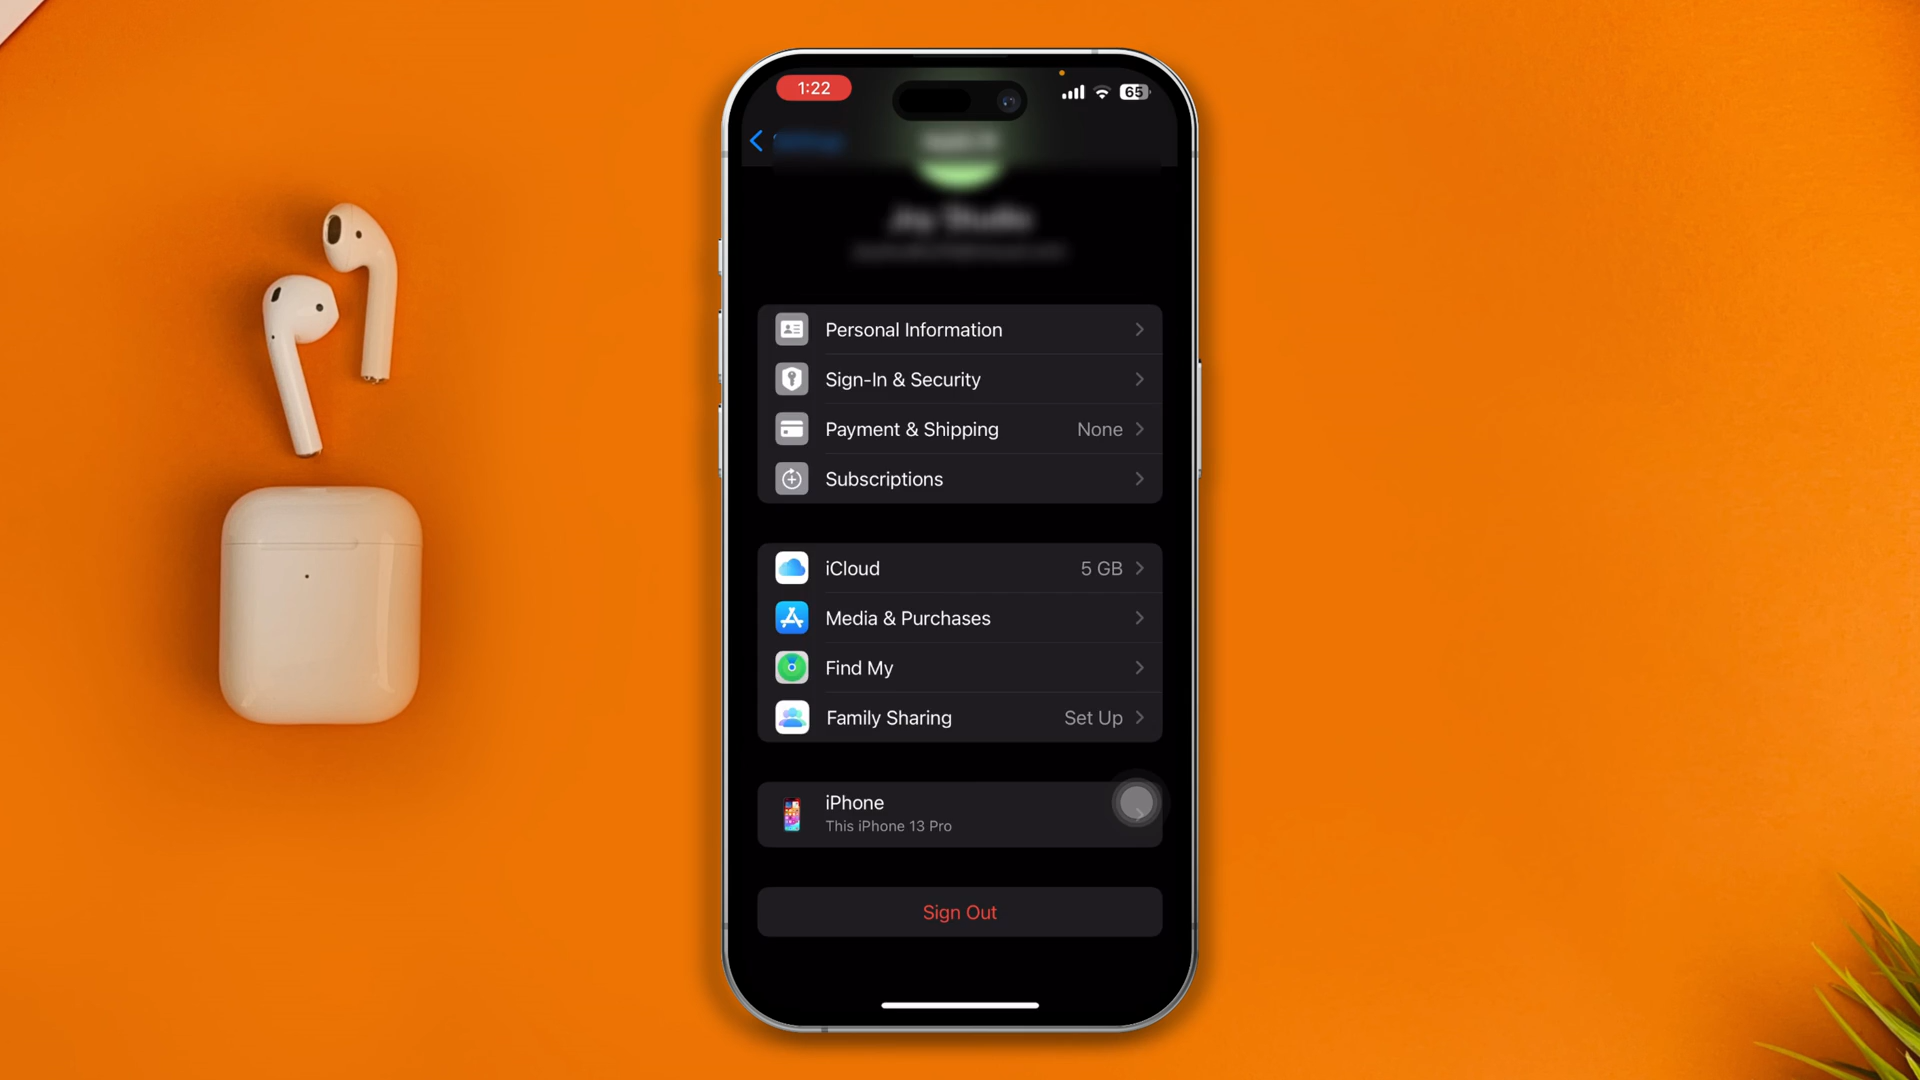 1:22
65
Personal Information
Sign-In & Security
Payment & Shipping None
Subscriptions
iCloud 5 GB
Media & Purchases
Find My
Family Sharing Set Up
iPhone
This iPhone 13 Pro
Sign Out